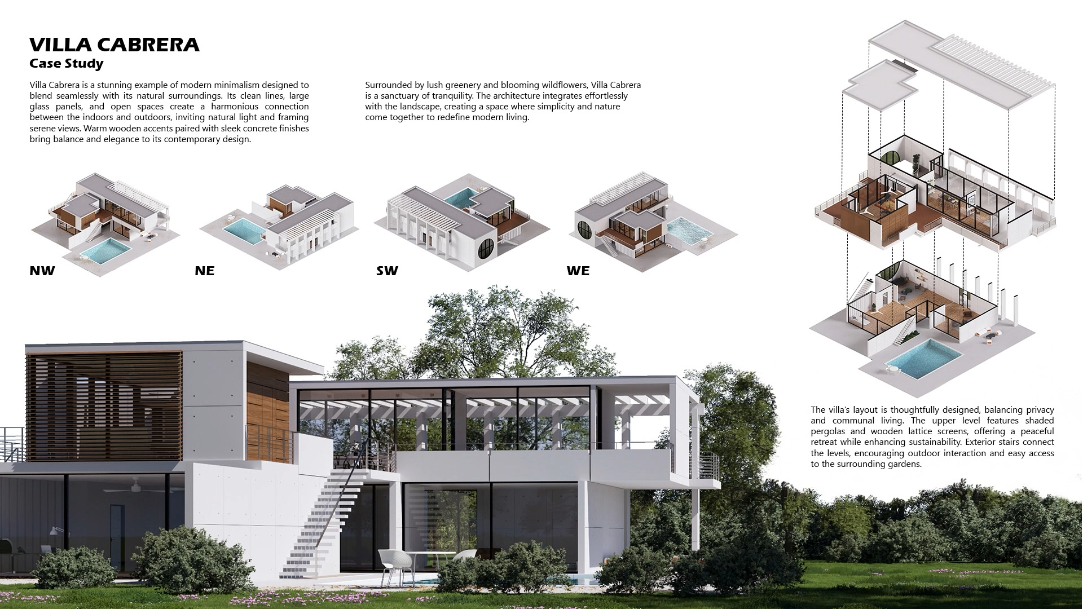 VILLA CABRERA
Case Study
Villa Cabrera is a stunning example of modern minimalism designed to
blend seamlessly with its natural surroundings. Its clean lines, large
glass panels, and open spaces create a harmonious connection
between the indoors and outdoors, inviting natural light and framing
serene views. Warm wooden accents paired with sleek concrete finishes
bring balance and elegance to its contemporary design.
Surrounded by lush greenery and blooming wildflowers, Villa Cabrera
is a sanctuary of tranquility. The architecture integrates effortlessly
with the landscape, creating a space where simplicity and nature
come together to redefine modern living.
NW
NE
SW
WE
The villa's layout is thoughtfully designed, balancing privacy
and communal living. The upper level features shaded
pergolas and wooden lattice screens, offering a peaceful
retreat while enhancing sustainability. Exterior stairs connect
the levels, encouraging outdoor interaction and easy access
to the surrounding gardens.